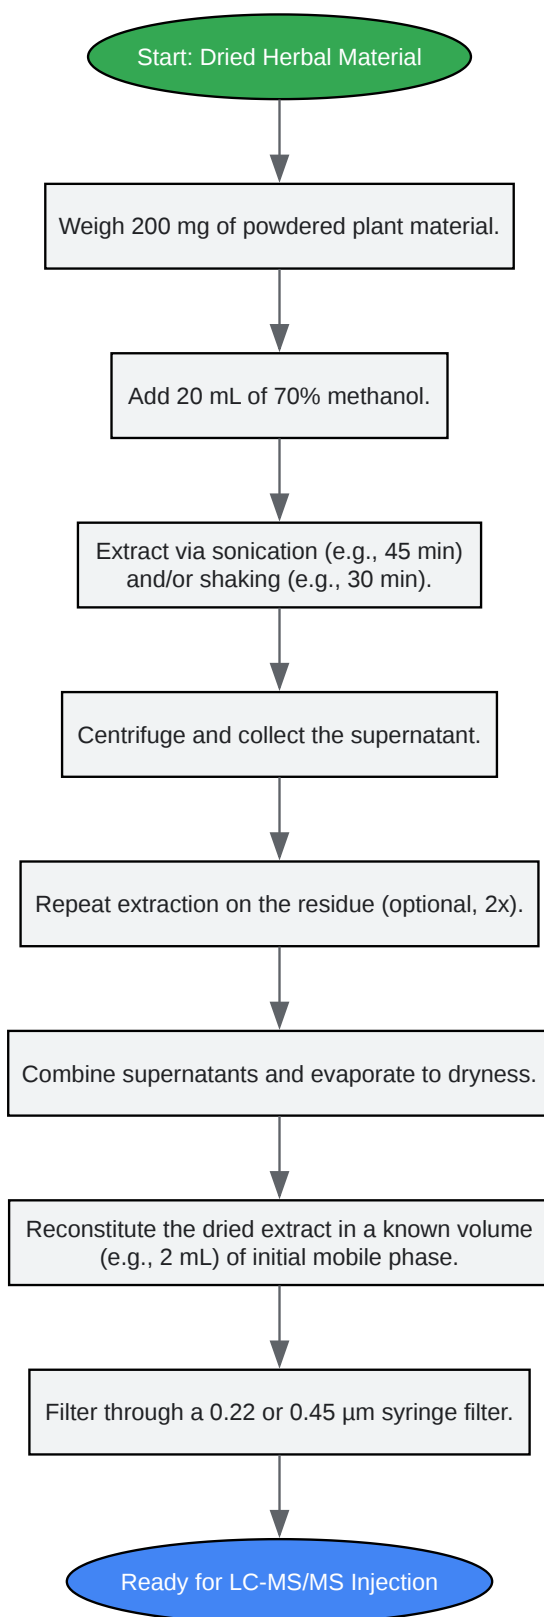 Start: Dried Herbal Material
Weigh 200 mg of powdered plant material.
Add 20 mL of 70% methanol.
Extract via sonication (e.g., 45 min)
and/or shaking (e.g., 30 min).
Centrifuge and collect the supernatant.
Repeat extraction on the residue (optional, 2x).
Combine supernatants and evaporate to dryness.
Reconstitute the dried extract in a known volume
(e.g., 2 mL) of initial mobile phase.
Filter through a 0.22 or 0.45 µm syringe filter.
Ready for LC-MS/MS Injection